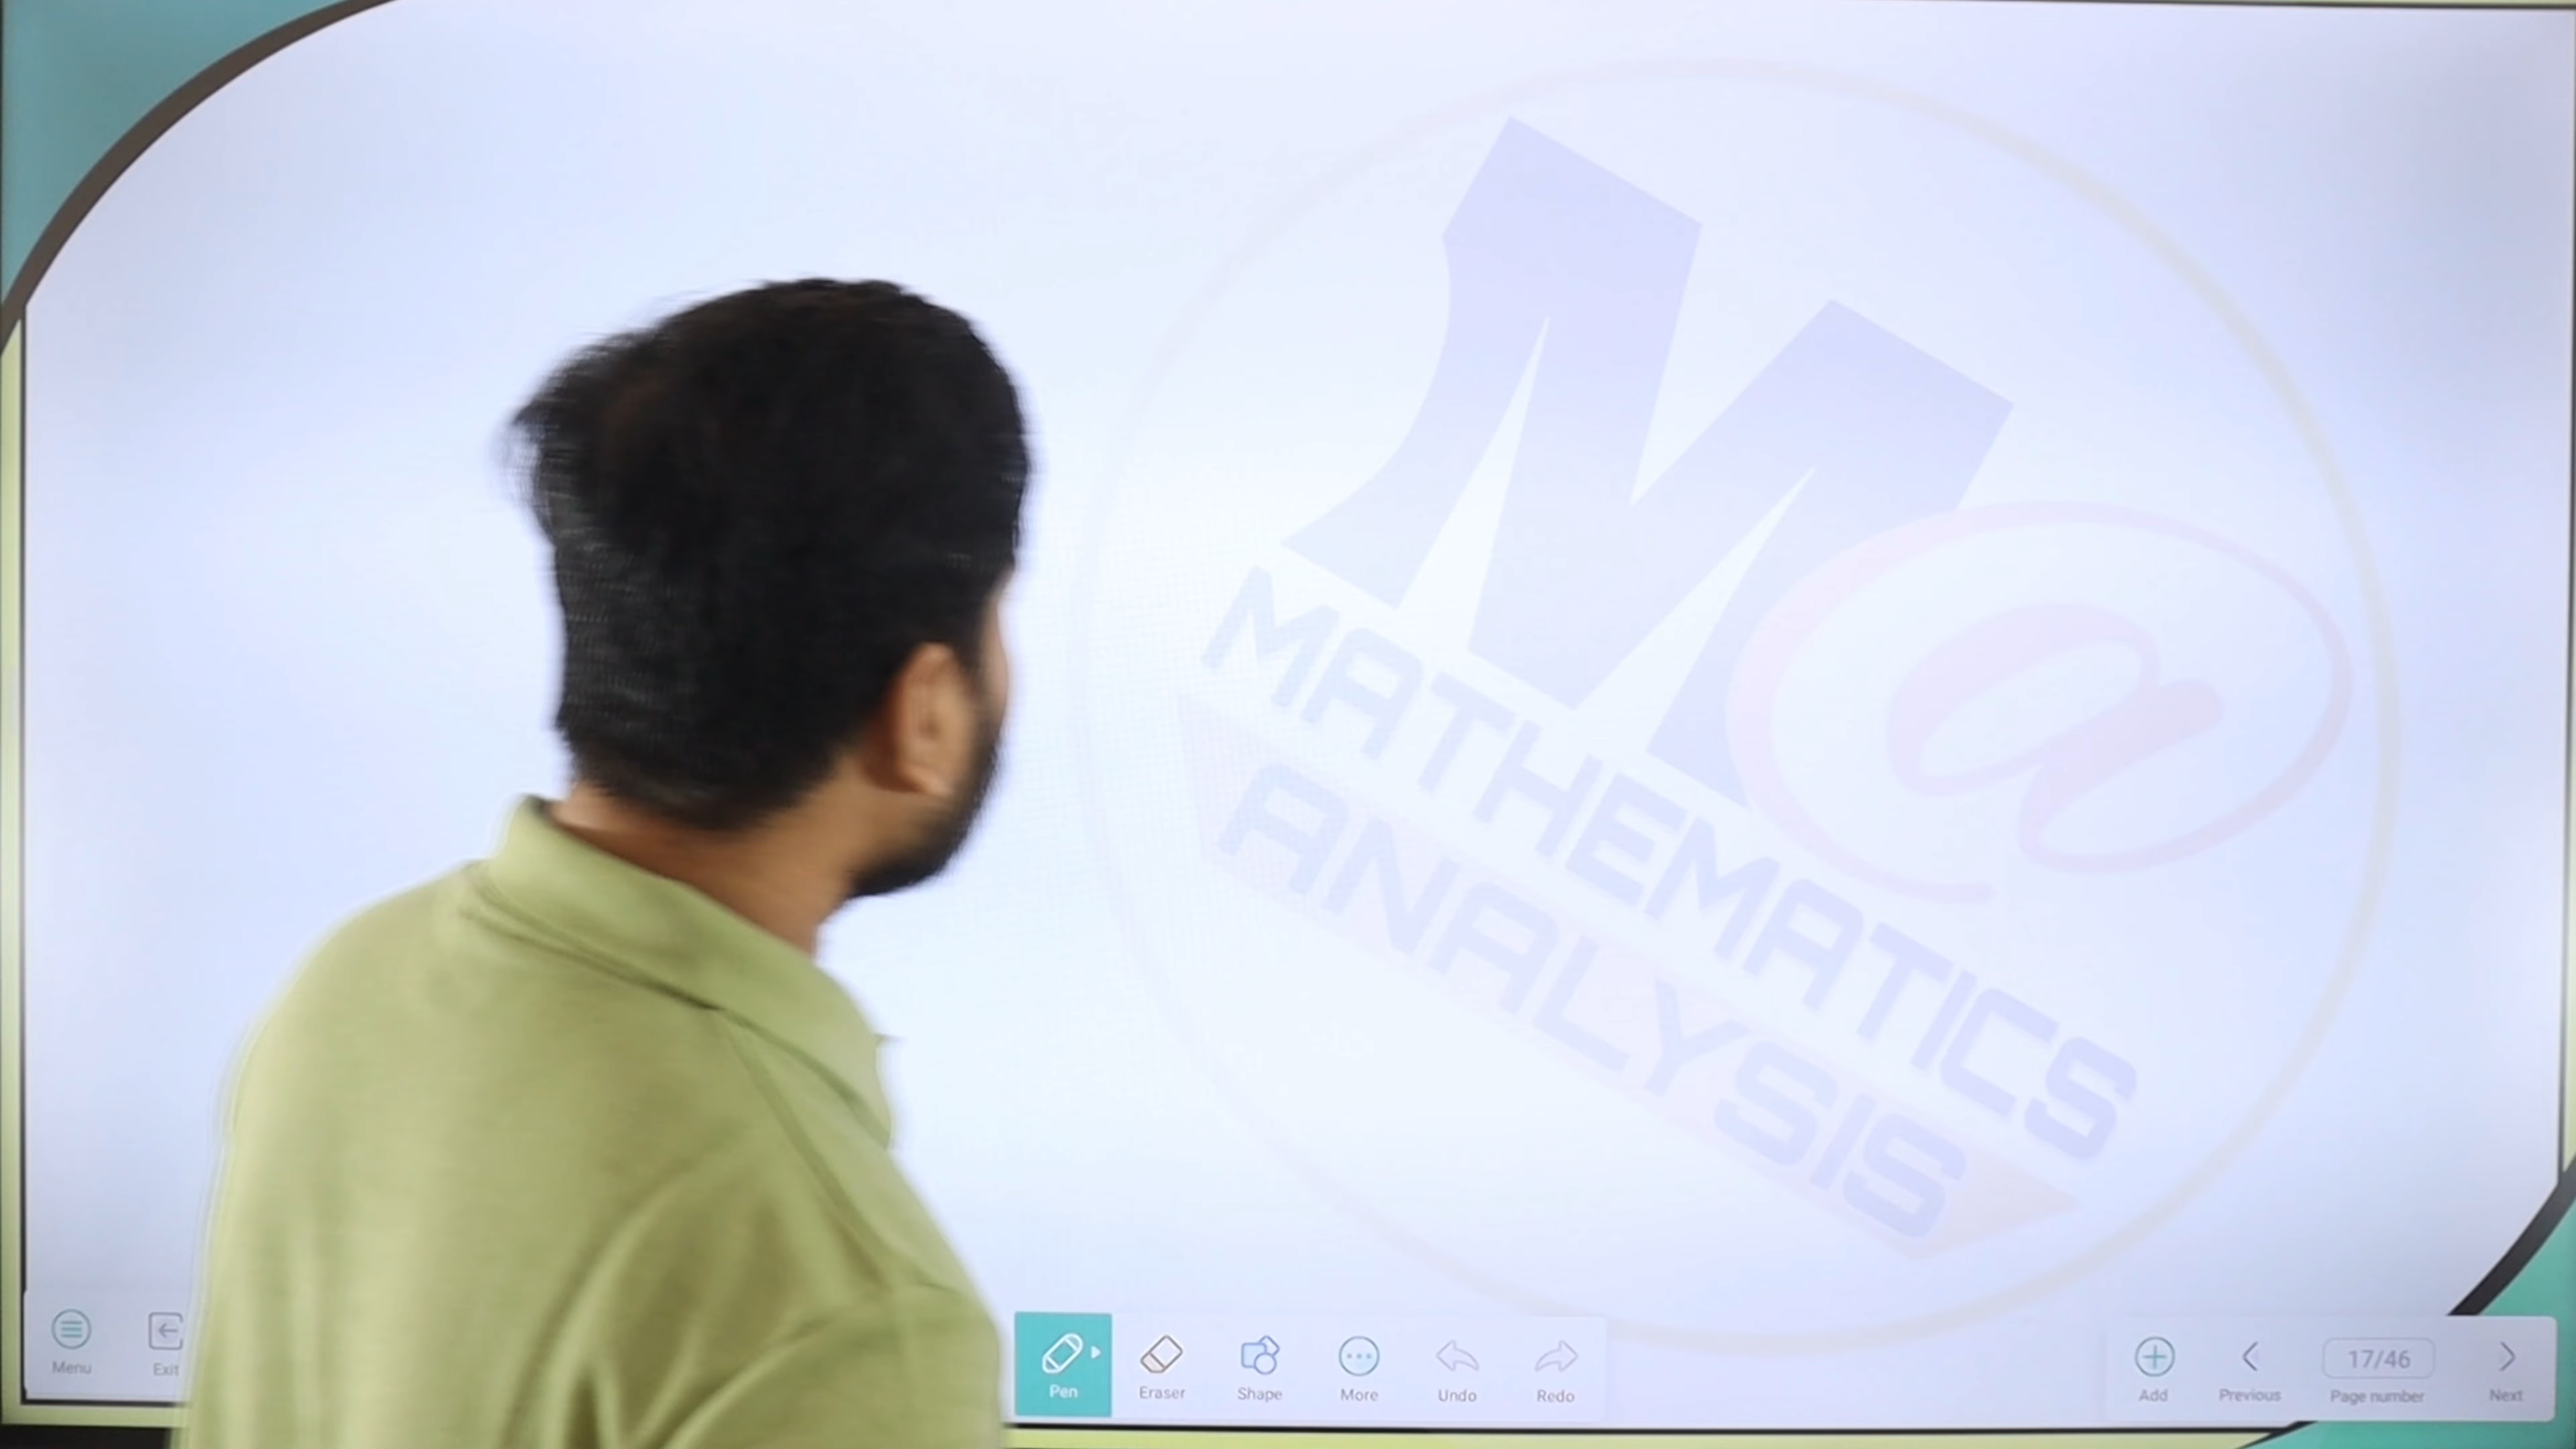 M@
MATHEMATICS
ANALYSIS
Menu
Exit
Pen
Eraser
Shape
More
Undo
Redo
Add
Previous
17/46
Page number
Next